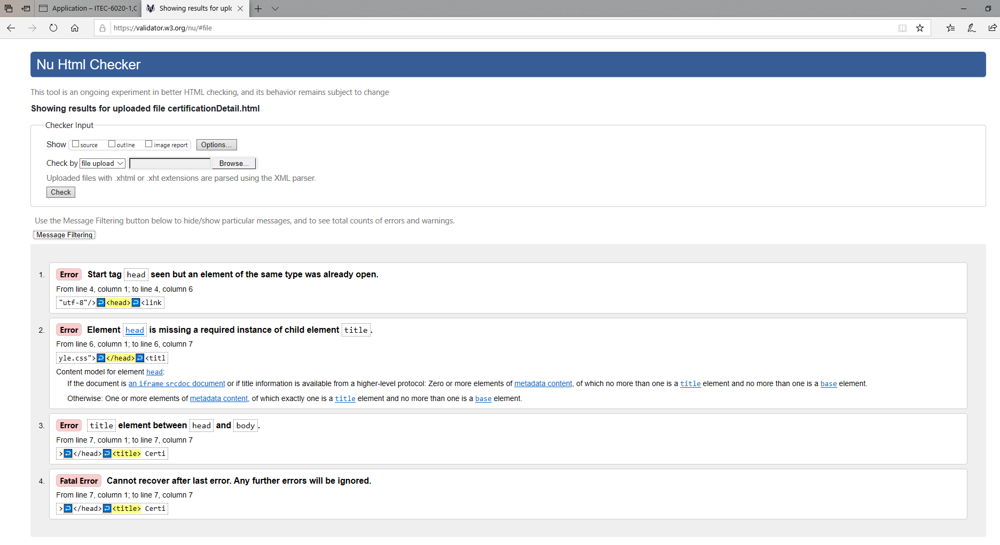 Application – ITEC-6020-1,C
Showing results for uplo
https://validator.w3.org/nu/#file
Nu Html Checker
This tool is an ongoing experiment in better HTML checking, and its behavior remains subject to change
Showing results for uploaded file certificationDetail.html
Checker Input
Show source outline image report Options...
Check by file upload Browse...
Uploaded files with .xhtml or .xht extensions are parsed using the XML parser.
Check
Use the Message Filtering button below to hide/show particular messages, and to see total counts of errors and warnings.
Message Filtering
1. Error Start tag head seen but an element of the same type was already open.
From line 4, column 1; to line 4, column 6
"utf-8"/>↩<head>↩<link
2. Error Element head is missing a required instance of child element title.
From line 6, column 1; to line 6, column 7
yle.css">↩</head>↩<titl
Content model for element head:
If the document is an iframe srcdoc document or if title information is available from a higher-level protocol: Zero or more elements of metadata content, of which no more than one is a title element and no more than one is a base element.
Otherwise: One or more elements of metadata content, of which exactly one is a title element and no more than one is a base element.
3. Error title element between head and body.
From line 7, column 1; to line 7, column 7
>↩</head>↩<title> Certi
4. Fatal Error Cannot recover after last error. Any further errors will be ignored.
From line 7, column 1; to line 7, column 7
>↩</head>↩<title> Certi